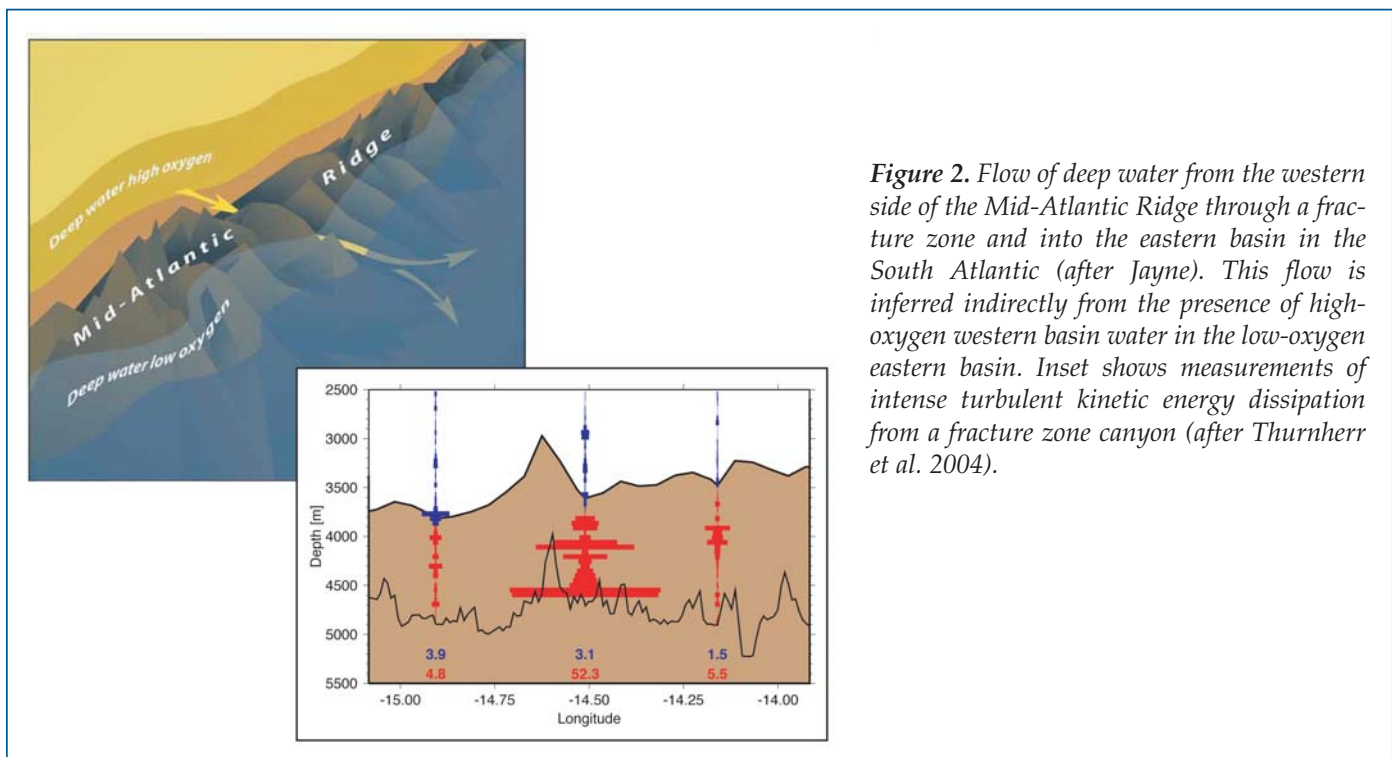 Deep water high oxygen
Mid-Atlantic Ridge
Deep water low oxygen
Figure 2. Flow of deep water from the western
side of the Mid-Atlantic Ridge through a frac-
ture zone and into the eastern basin in the
South Atlantic (after Jayne). This flow is
inferred indirectly from the presence of high-
oxygen western basin water in the low-oxygen
eastern basin. Inset shows measurements of
intense turbulent kinetic energy dissipation
from a fracture zone canyon (after Thurnherr
et al. 2004).
Depth [m]
2500
3000
3500
4000
4500
5000
5500
3.9 3.1 1.5
4.8 52.3 5.5
-15.00 -14.75 -14.50 -14.25 -14.00
Longitude